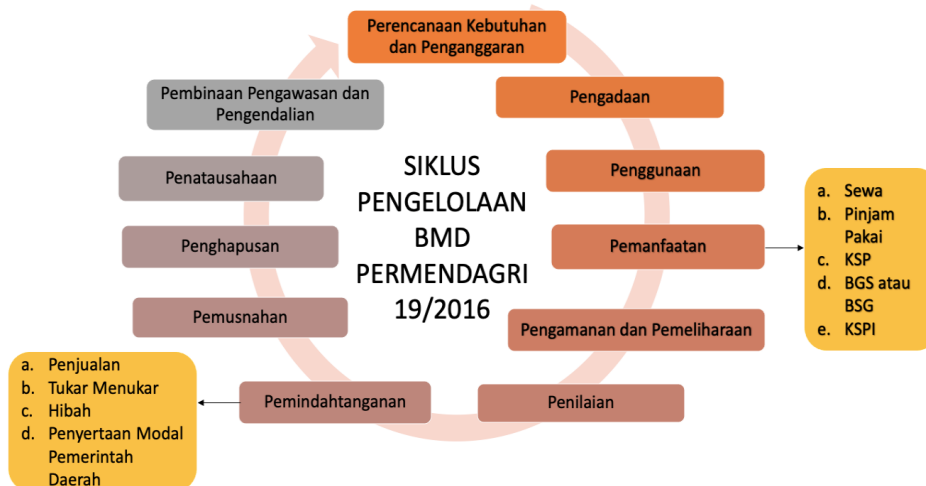 Perencanaan Kebutuhan
dan Penganggaran
Pengadaan
Penggunaan
Pemanfaatan
a. Sewa
b. Pinjam
Pakai
c. KSP
d. BGS atau
BSG
e. KSPI
Pengamanan dan Pemeliharaan
Penilaian
Pemindahtanganan
a. Penjualan
b. Tukar Menukar
c. Hibah
d. Penyertaan Modal
Pemerintah
Daerah
Pemusnahan
Penghapusan
Penatausahaan
Pembinaan Pengawasan dan
Pengendalian
SIKLUS
PENGELOLAAN
BMD
PERMENDAGRI
19/2016